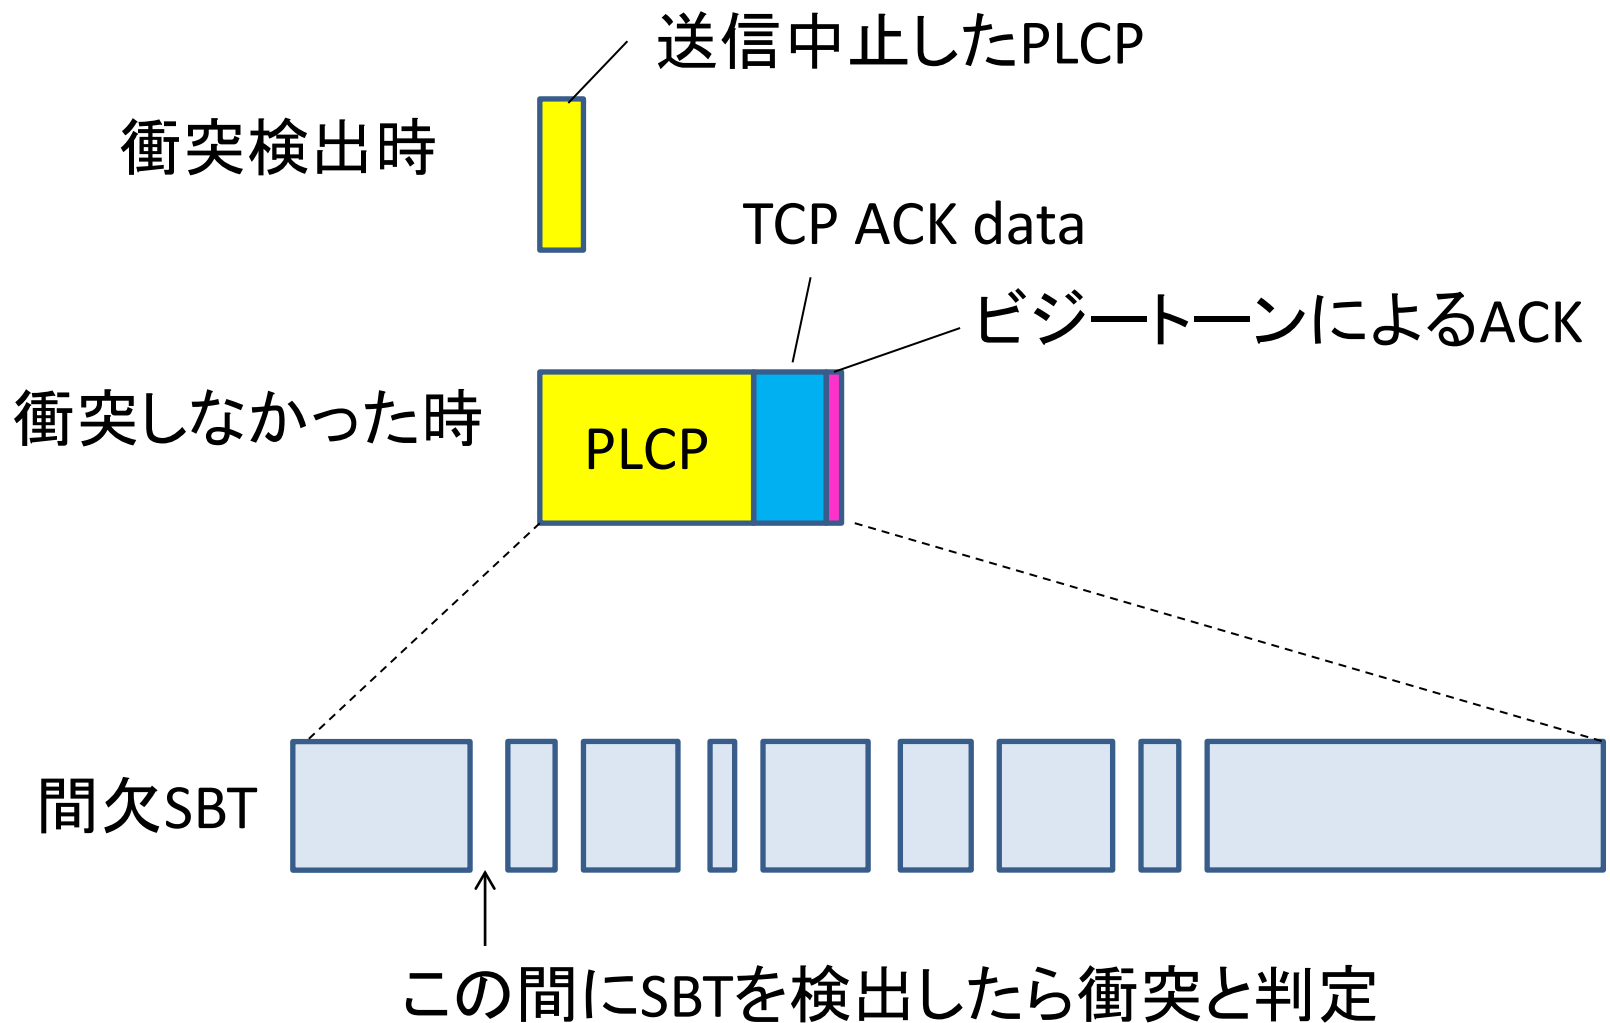 送信中止したPLCP
衝突検出時
TCP ACK data
ビジートーンによるACK
衝突しなかった時
PLCP
間欠SBT
この間にSBTを検出したら衝突と判定